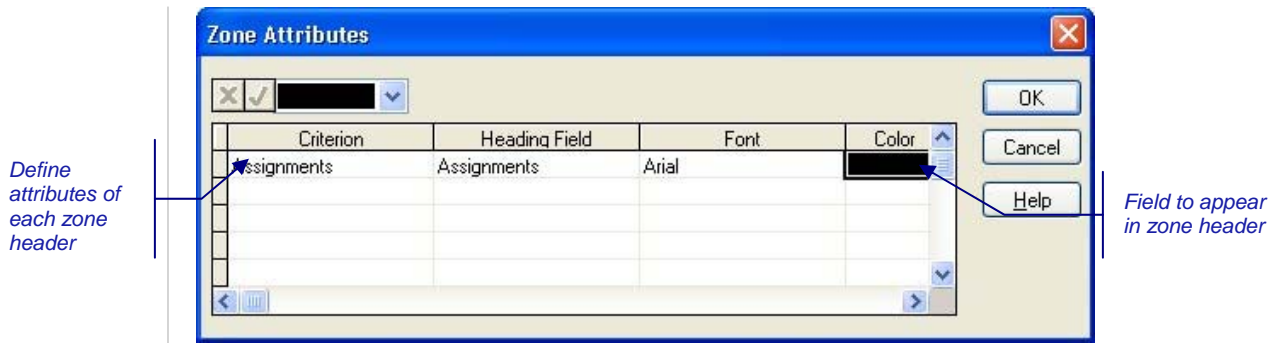 Zone Attributes
OK
Criterion Heading Field Font Color
Cancel
Assignments Assignments Arial
Define
attributes of
each zone
header
Help
Field to appear
in zone header